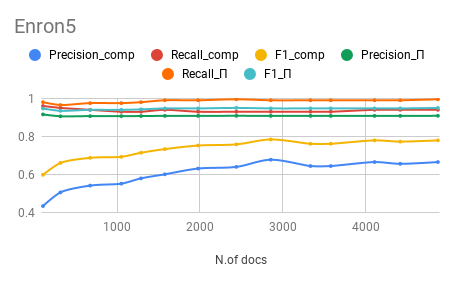 Enron5
Precision_comp Recall_comp F1_comp Precision_Π
Recall_Π F1_Π
1
0.8
0.6
0.4
1000 2000 3000 4000
N.of docs